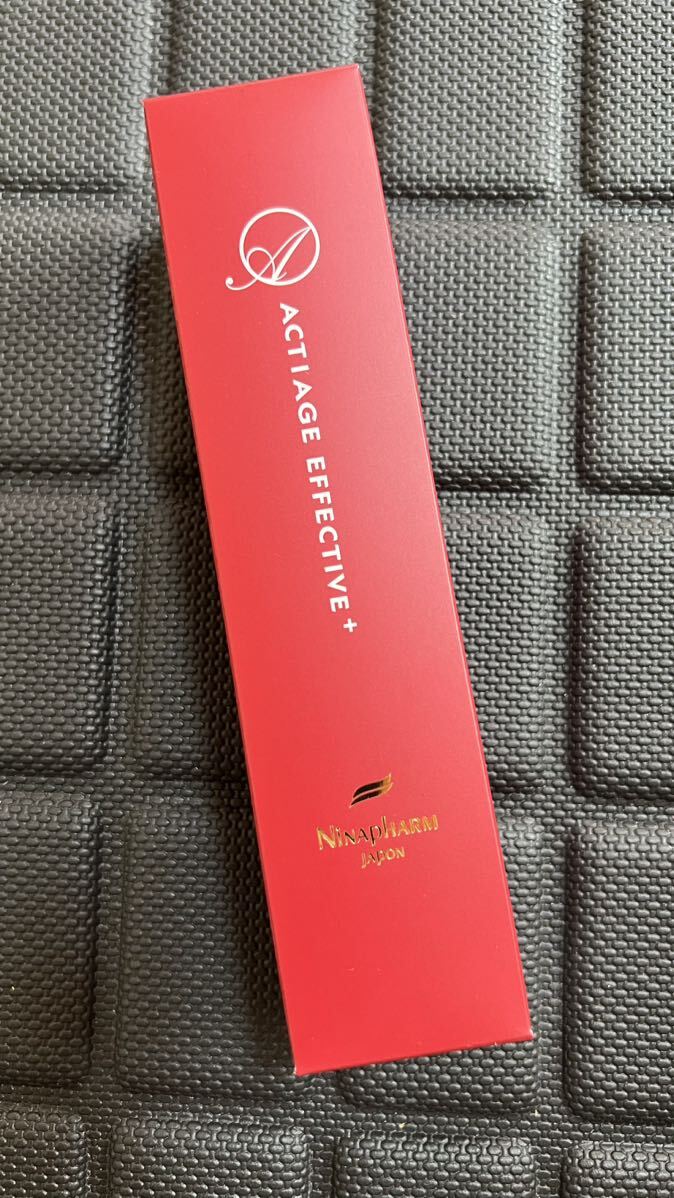 A
ACTIAGE EFFECTIVE+
NINAPHARM
JAPON